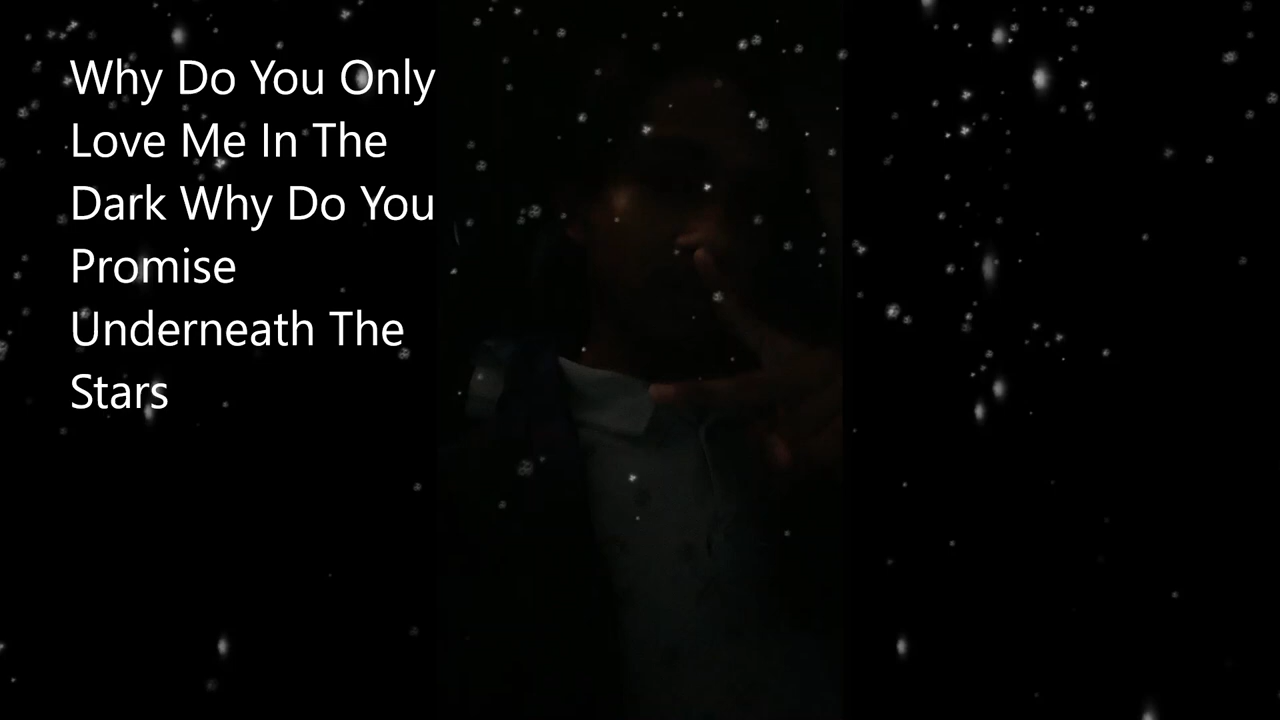 Why Do You Only
Love Me In The
Dark Why Do You
Promise
Underneath The
Stars